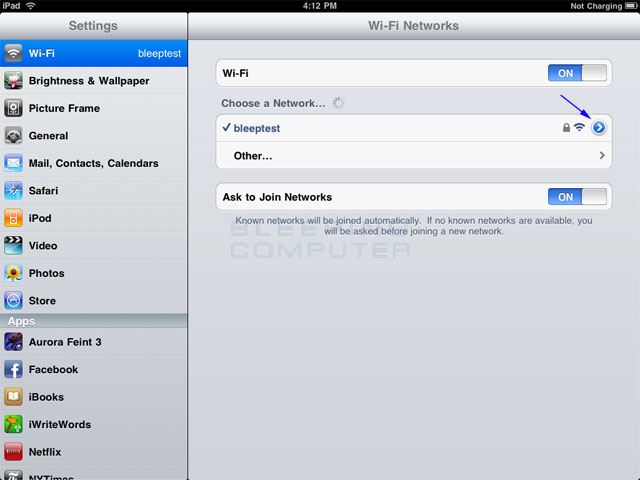 iPad 4:12 PM Not Charging
Settings
Wi-Fi bleeptest
Brightness & Wallpaper
Picture Frame
General
Mail, Contacts, Calendars
Safari
iPod
Video
Photos
Store
Apps
Aurora Feint 3
Facebook
iBooks
iWriteWords
Netflix
NYTimes
Wi-Fi Networks
Wi-Fi ON
Choose a Network...
bleeptest
Other...
Ask to Join Networks ON
Known networks will be joined automatically. If no known networks are available, you
will be asked before joining a new network.
BLEEPING
COMPUTER